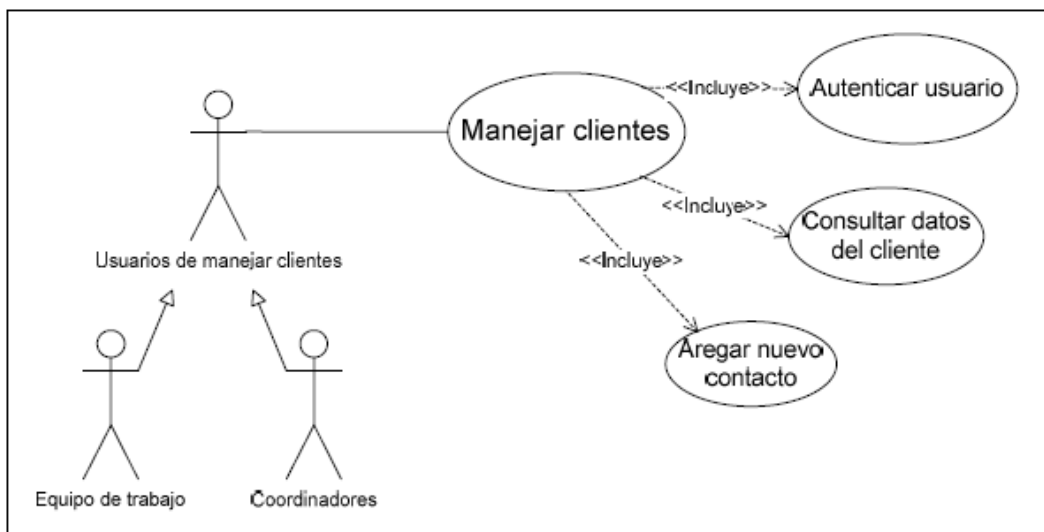 <<Incluye>>
Autenticar usuario
Manejar clientes
<<Incluye>>
Consultar datos
del cliente
<<Incluye>>
Usuarios de manejar clientes
Aregar nuevo
contacto
Equipo de trabajo
Coordinadores